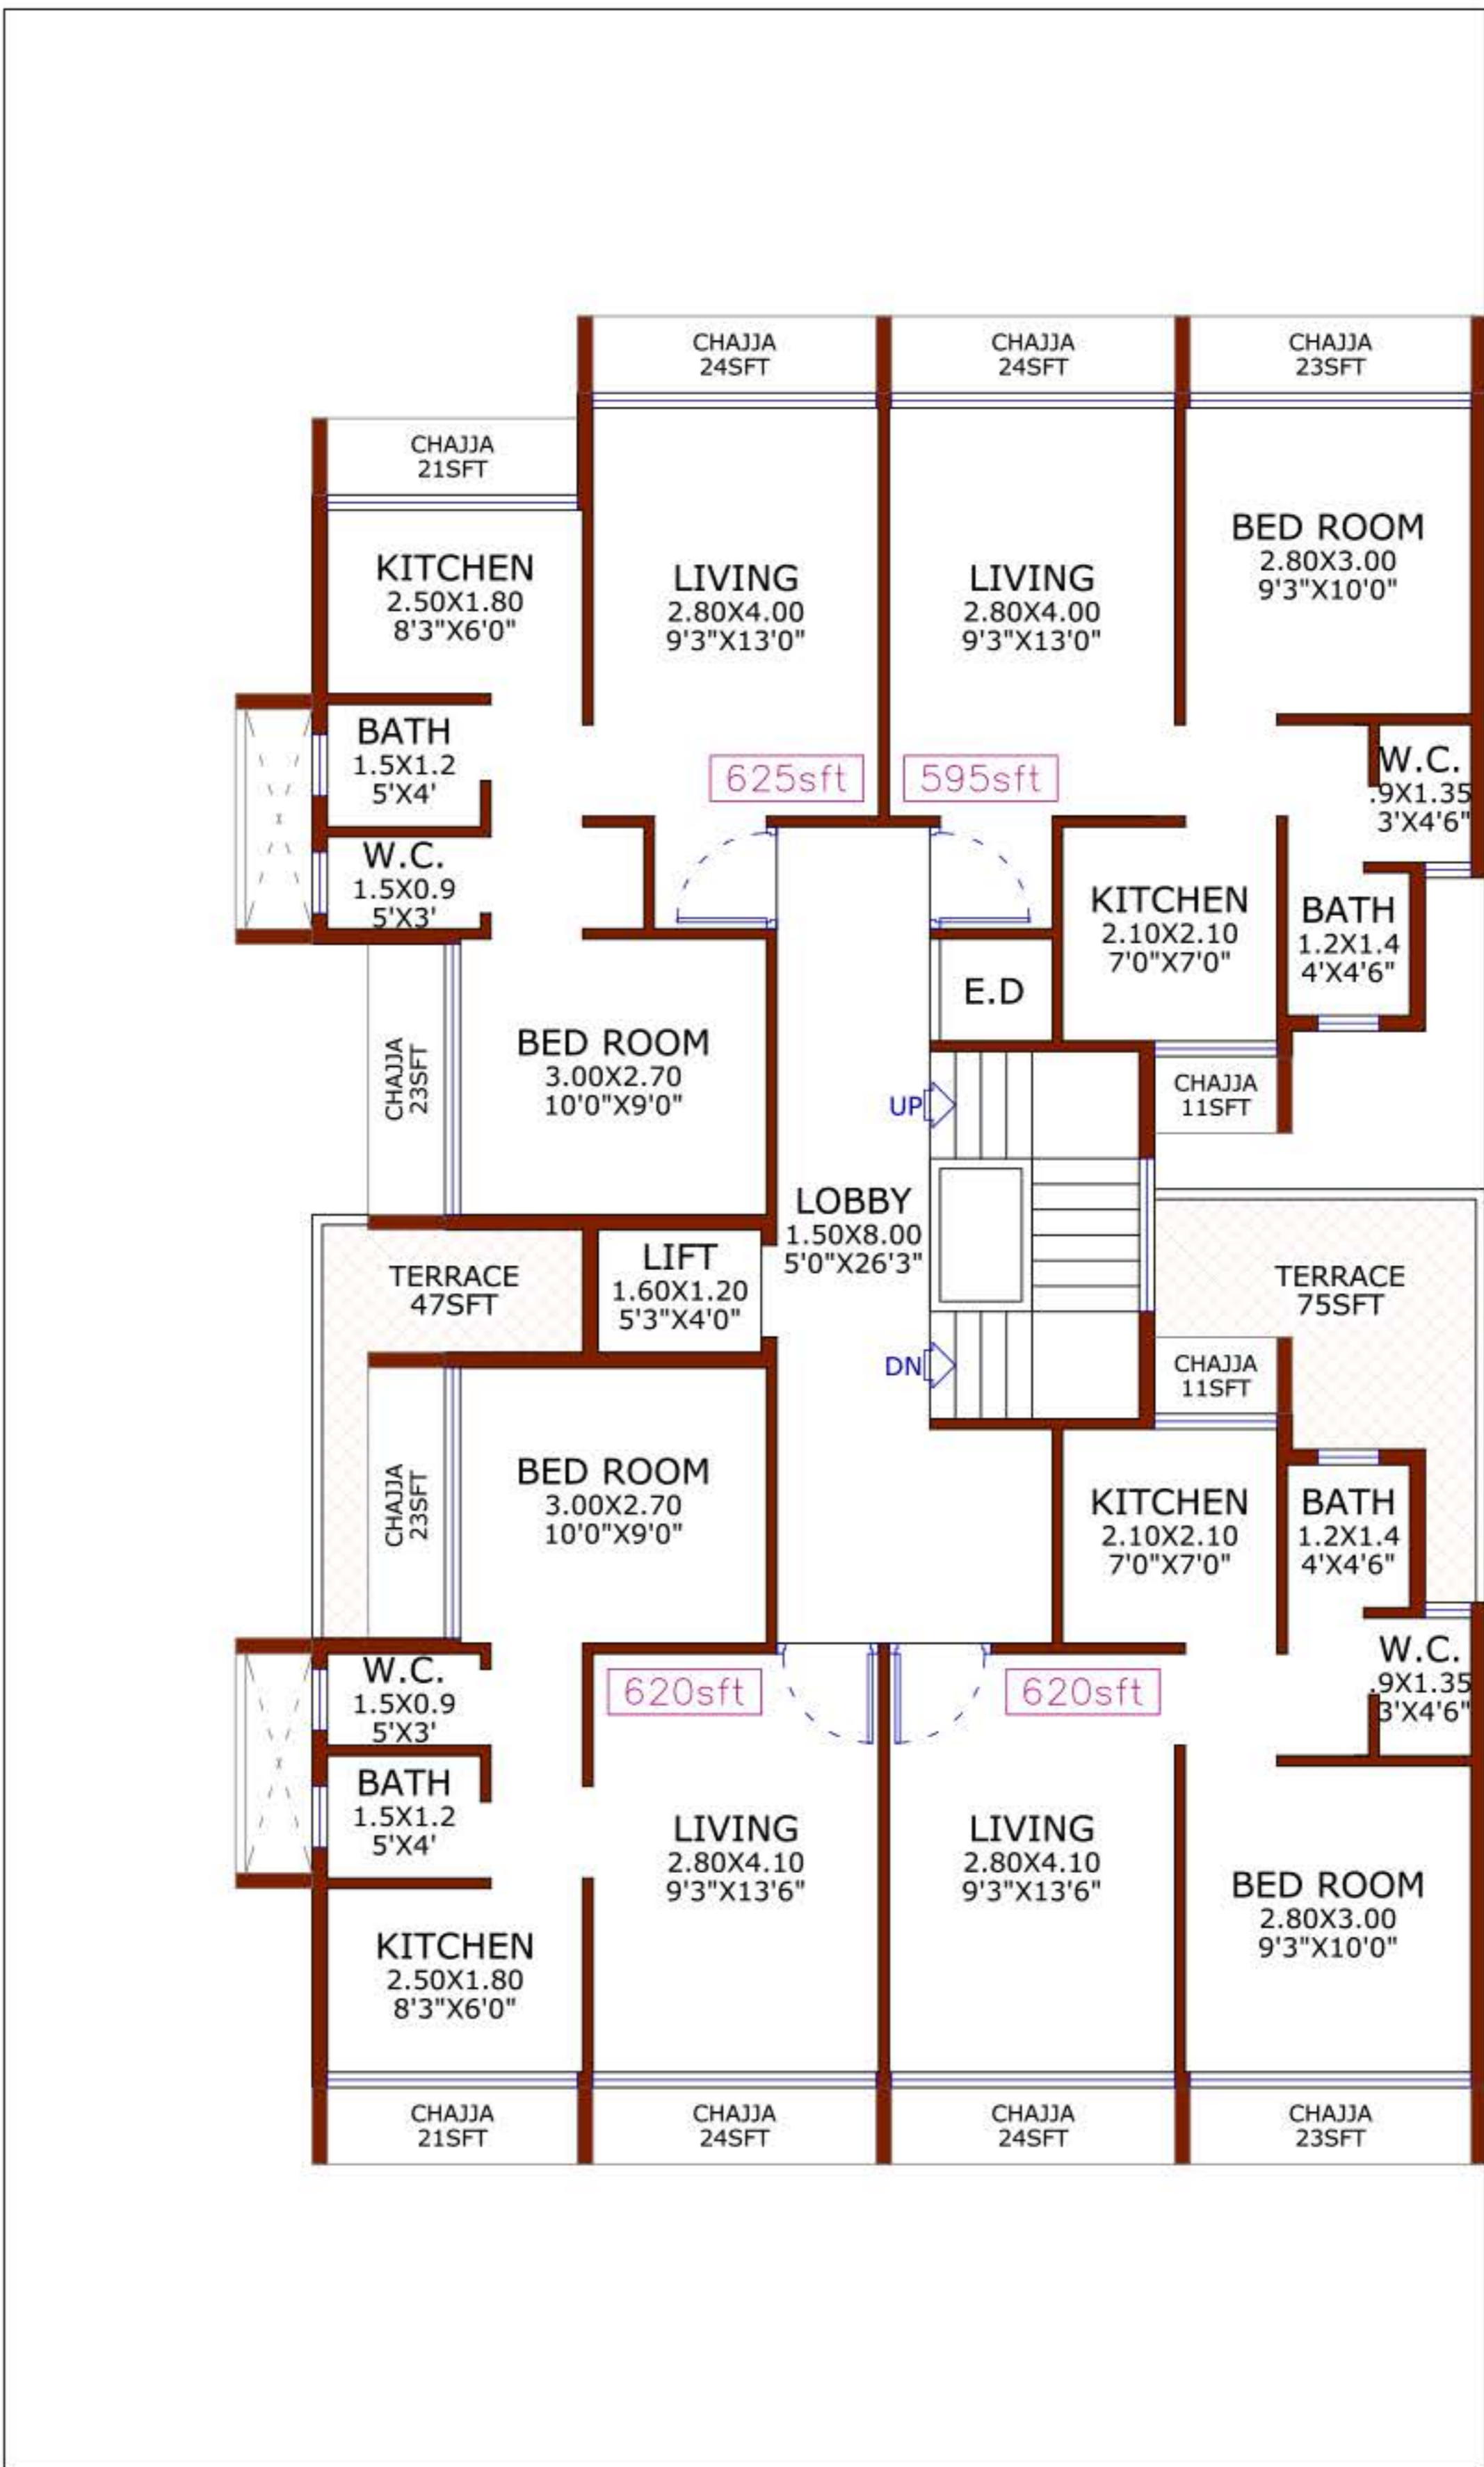 CHAJJA
24SFT
CHAJJA
24SFT
CHAJJA
23SFT
CHAJJA
21SFT
KITCHEN
2.50X1.80
8'3"X6'0"
LIVING
2.80X4.00
9'3"X13'0"
LIVING
2.80X4.00
9'3"X13'0"
BED ROOM
2.80X3.00
9'3"X10'0"
BATH
1.5X1.2
5'X4'
625sft
595sft
W.C.
.9X1.35
3'X4'6"
W.C.
1.5X0.9
5'X3'
KITCHEN
2.10X2.10
7'0"X7'0"
BATH
1.2X1.4
4'X4'6"
E.D
CHAJJA
23SFT
BED ROOM
3.00X2.70
10'0"X9'0"
UP
CHAJJA
11SFT
LOBBY
1.50X8.00
5'0"X26'3"
TERRACE
47SFT
LIFT
1.60X1.20
5'3"X4'0"
TERRACE
75SFT
DN
CHAJJA
11SFT
CHAJJA
23SFT
BED ROOM
3.00X2.70
10'0"X9'0"
KITCHEN
2.10X2.10
7'0"X7'0"
BATH
1.2X1.4
4'X4'6"
W.C.
1.5X0.9
5'X3'
620sft
620sft
W.C.
.9X1.35
3'X4'6"
BATH
1.5X1.2
5'X4'
LIVING
2.80X4.10
9'3"X13'6"
LIVING
2.80X4.10
9'3"X13'6"
BED ROOM
2.80X3.00
9'3"X10'0"
KITCHEN
2.50X1.80
8'3"X6'0"
CHAJJA
21SFT
CHAJJA
24SFT
CHAJJA
24SFT
CHAJJA
23SFT